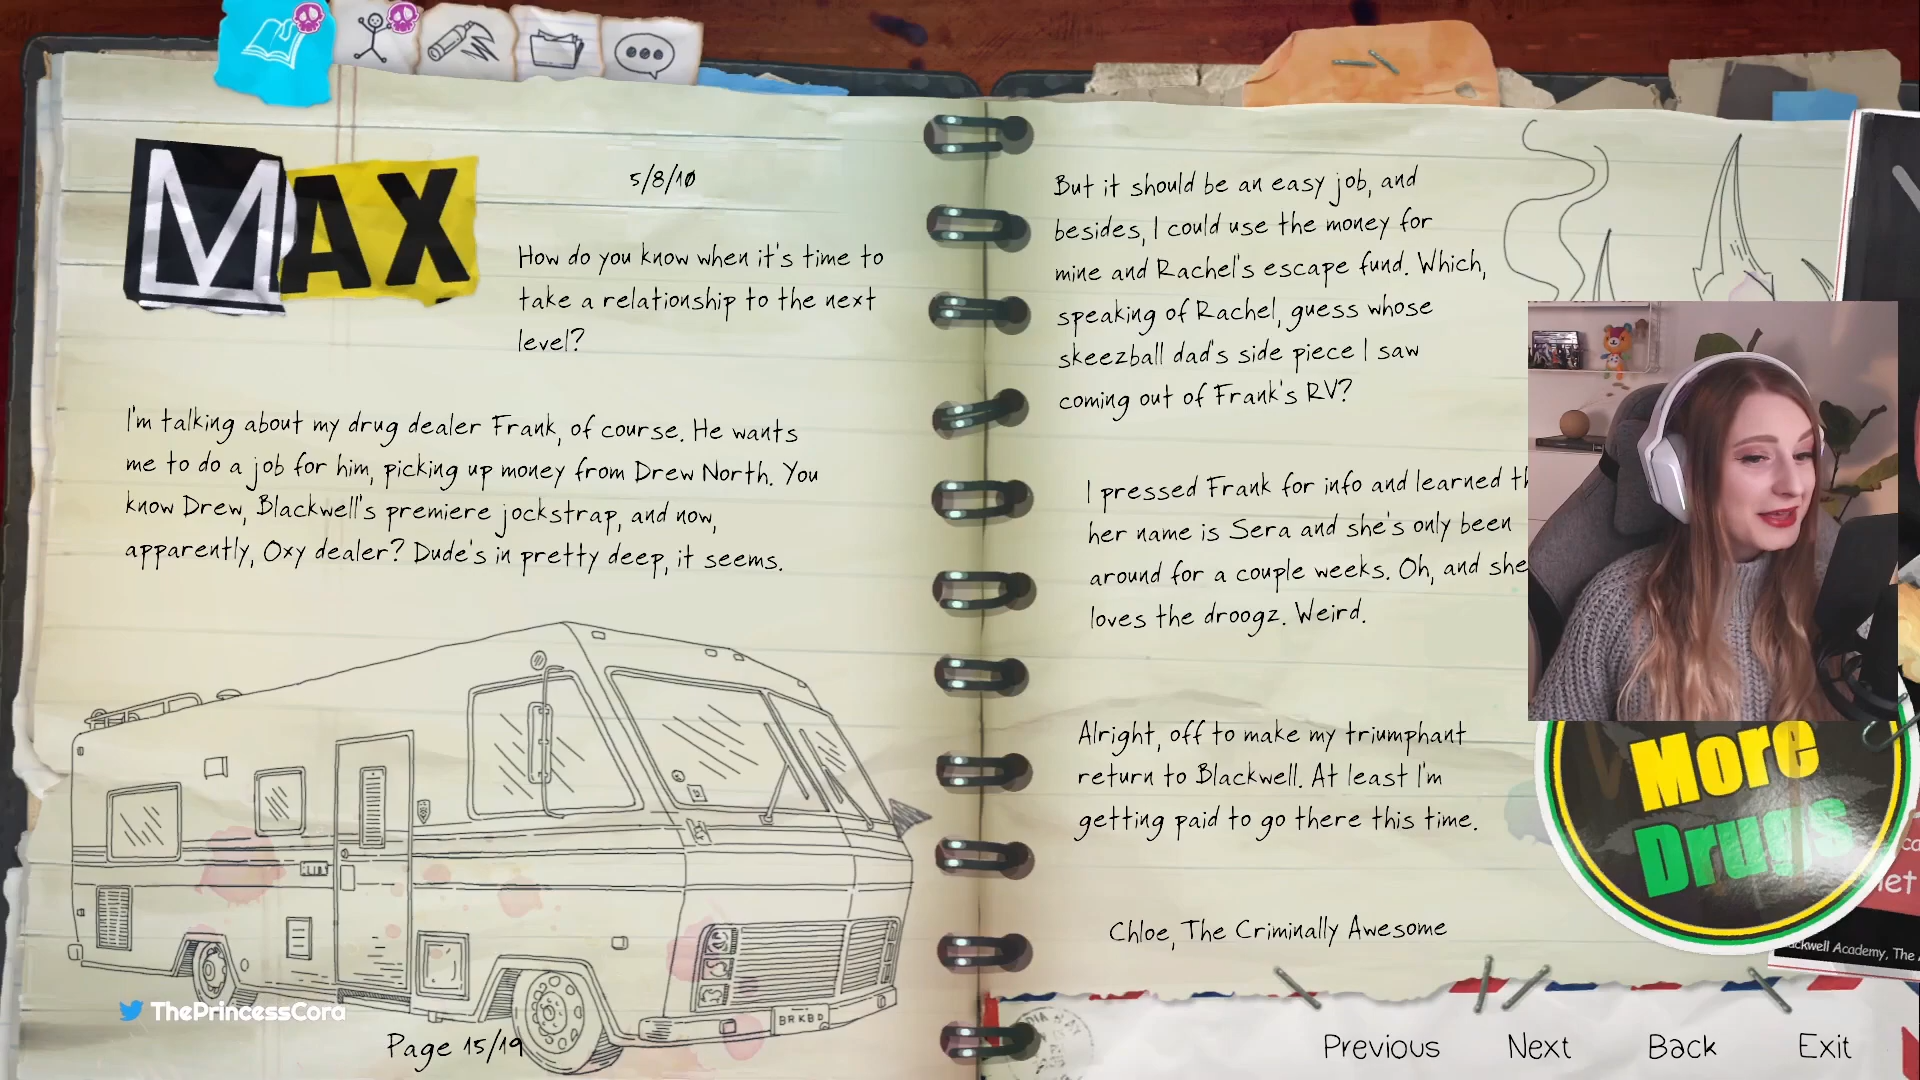 MAX
5/8/10
How do you know when it's time to
take a relationship to the next
level?
I'm talking about my drug dealer Frank, of course. He wants
me to do a job for him, picking up money from Drew North. You
know Drew, Blackwell's premiere jockstrap, and now,
apparently, Oxy dealer? Dude's in pretty deep, it seems.
BRKBD
ThePrincessCora
Page 15/19
But it should be an easy job, and
besides, I could use the money for
mine and Rachel's escape fund. Which,
speaking of Rachel, guess whose
skeezball dad's side piece I saw
coming out of Frank's RV?
I pressed Frank for info and learned th
her name is Sera and she's only been
around for a couple weeks. Oh, and she
loves the droogz. Weird.
Alright, off to make my triumphant
return to Blackwell. At least I'm
getting paid to go there this time.
Chloe, The Criminally Awesome
More
Drugs
ackwell Academy, The
Previous
Next
Back
Exit